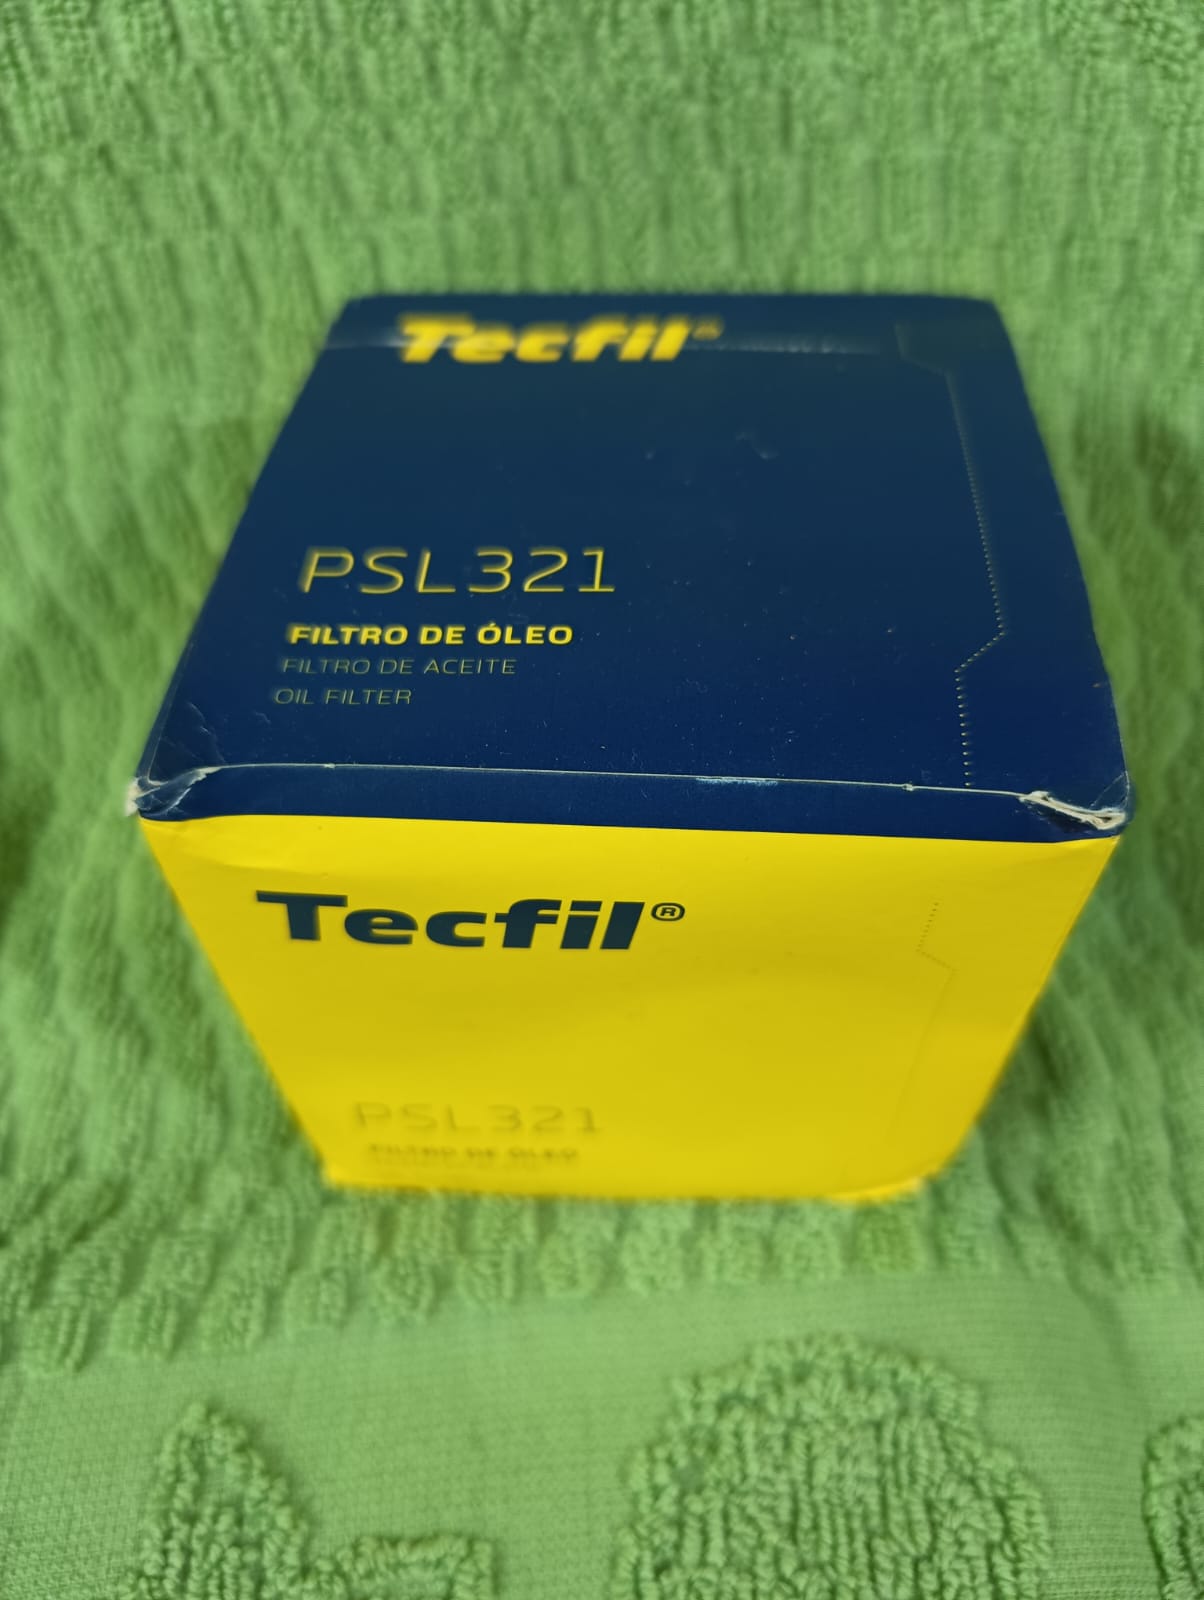 Tecfil®
PSL321
FILTRO DE ÓLEO
FILTRO DE ACEITE
OIL FILTER
Tecfil®
PSL321
FILTRO DE ÓLEO